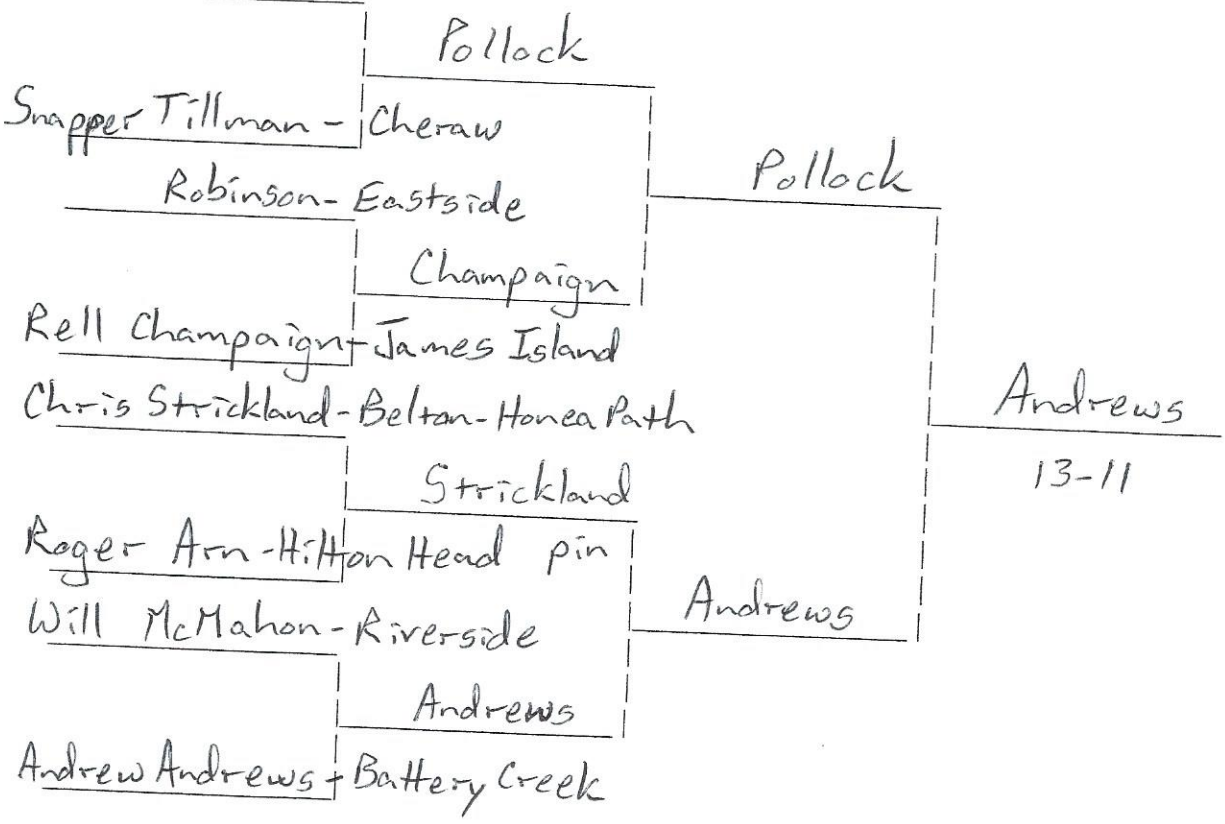 Pollock
Snapper Tillman - Cheraw
Pollock
Robinson - Eastside
Champaign
Rell Champaign - James Island
Chris Strickland - Belton-Honea Path
Andrews
13-11
Strickland
Roger Arn - Hilton Head pin
Andrews
Will McMahon - Riverside
Andrews
Andrew Andrews - Battery Creek